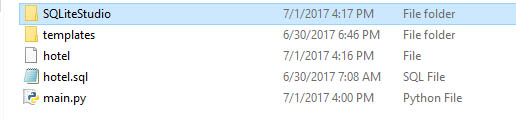 SQLiteStudio 7/1/2017 4:17 PM File folder
templates 6/30/2017 6:46 PM File folder
hotel 7/1/2017 4:16 PM File
hotel.sql 6/30/2017 7:08 AM SQL File
main.py 7/1/2017 4:00 PM Python File